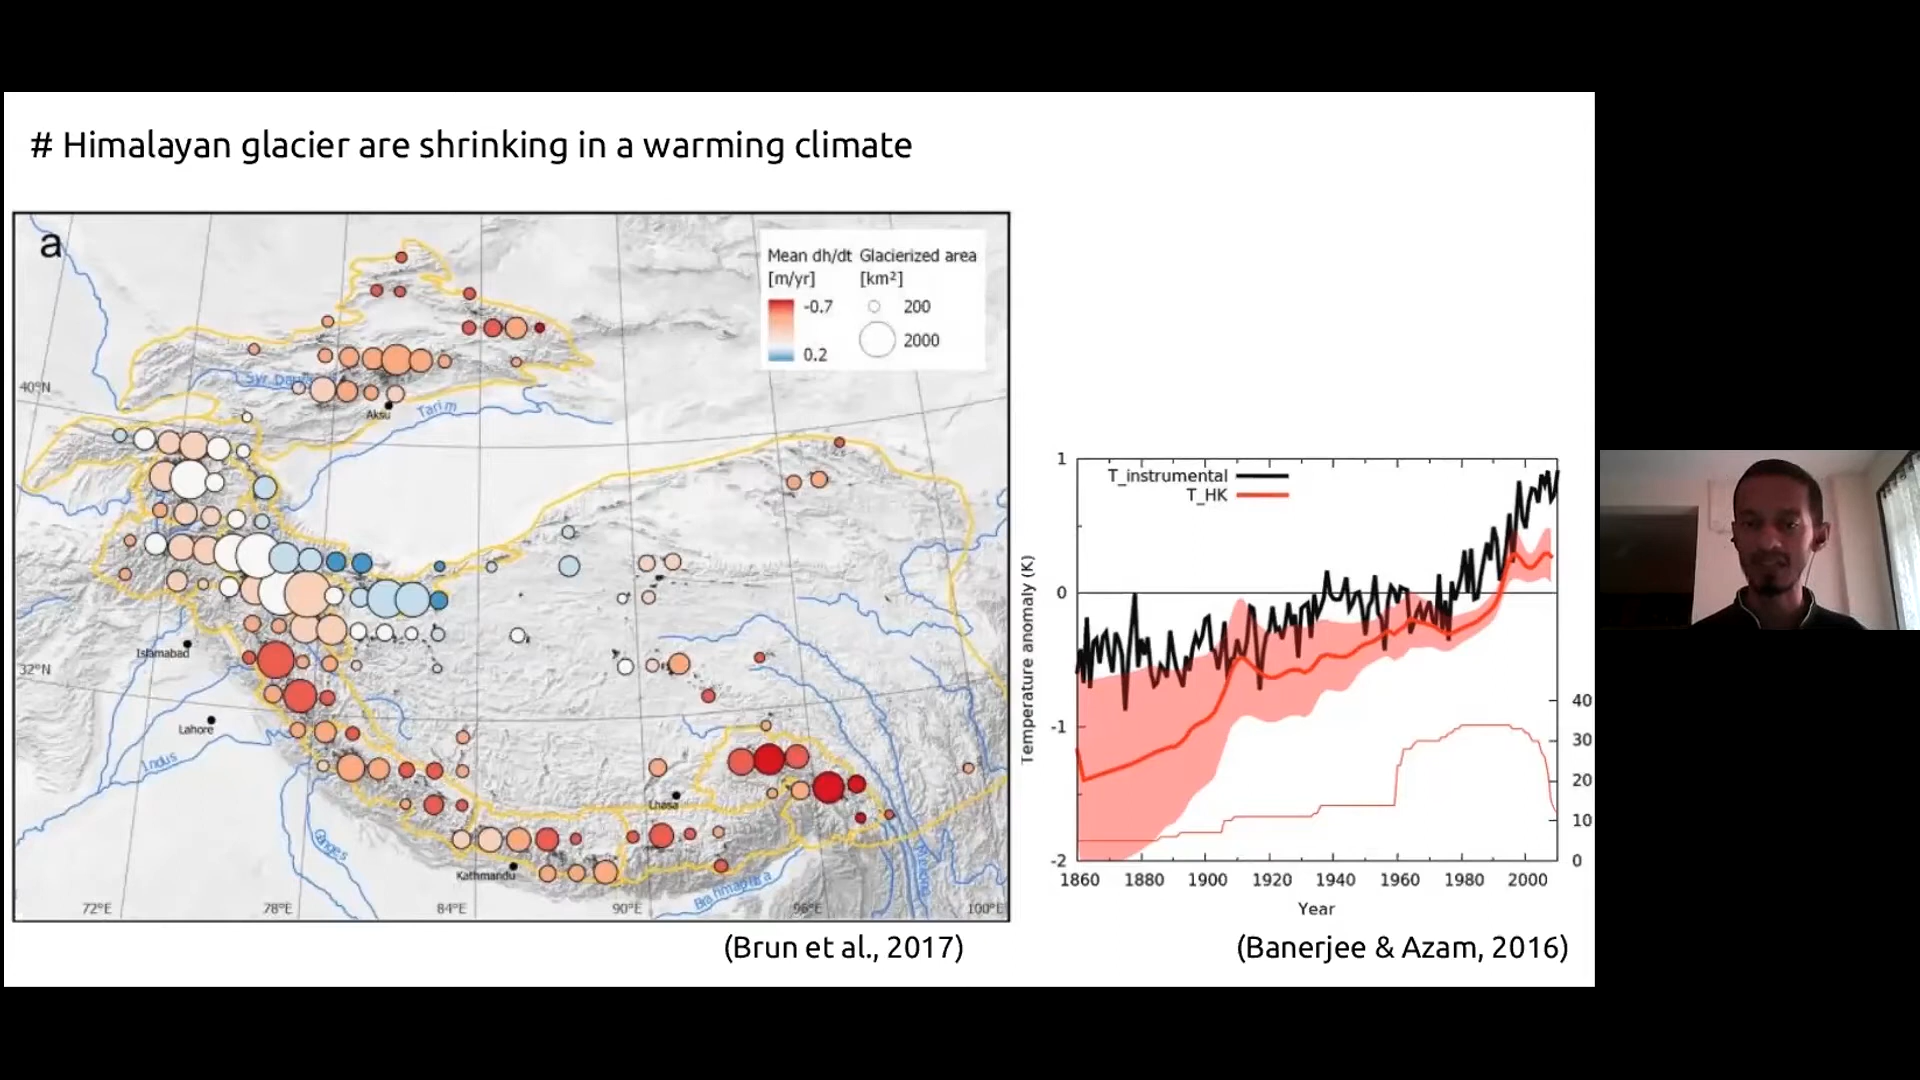 # Himalayan glacier are shrinking in a warming climate
a
Mean dh/dt Glacierized area
[m/yr] [km²]
-0.7 200
0.2 2000
40°N
Syr Darya
Aksu
Tarim
Islamabad
32°N
Lahore
Indus
Lhasa
Ganges
Kathmandu
Brahmaputra
Mekong
72°E 78°E 84°E 90°E 96°E 100°E
(Brun et al., 2017)
T_instrumental
T_HK
Temperature anomaly (K)
1
0
-1
-2
40
30
20
10
0
1860 1880 1900 1920 1940 1960 1980 2000
Year
(Banerjee & Azam, 2016)